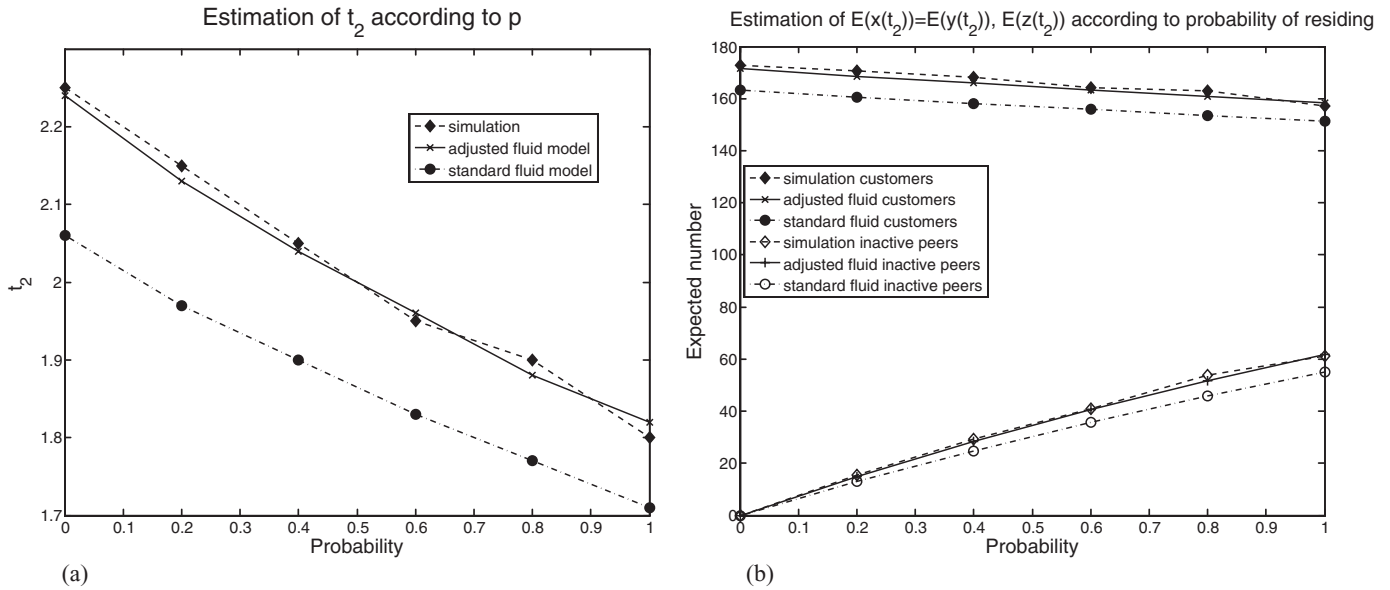 Estimation of t2 according to p
2.2
2.1
2
1.9
1.8
1.7
t2
simulation
adjusted fluid model
standard fluid model
0 0.1 0.2 0.3 0.4 0.5 0.6 0.7 0.8 0.9 1
Probability
(a)
Estimation of E(x(t2))=E(y(t2)), E(z(t2)) according to probability of residing
180
160
140
120
100
80
60
40
20
0
Expected number
simulation customers
adjusted fluid customers
standard fluid customers
simulation inactive peers
adjusted fluid inactive peers
standard fluid inactive peers
0 0.1 0.2 0.3 0.4 0.5 0.6 0.7 0.8 0.9 1
Probability
(b)